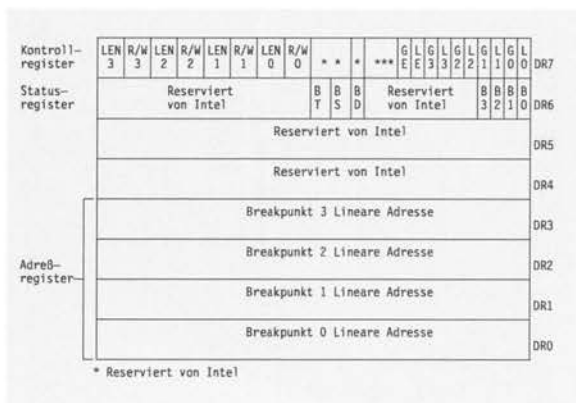 Kontroll-
register
LEN 3 R/W 3 LEN 2 R/W 2 LEN 1 R/W 1 LEN 0 R/W 0 * * * *** G E L E G 3 L 3 G 2 L 2 G 1 L 1 G 0 L 0 DR7
Status-
register
Reserviert
von Intel
B T B S B D
Reserviert
von Intel
B 3 B 2 B 1 B 0 DR6
Reserviert von Intel
DR5
Reserviert von Intel
DR4
Adreß-
register
Breakpunkt 3 Lineare Adresse
DR3
Breakpunkt 2 Lineare Adresse
DR2
Breakpunkt 1 Lineare Adresse
DR1
Breakpunkt 0 Lineare Adresse
DR0
* Reserviert von Intel